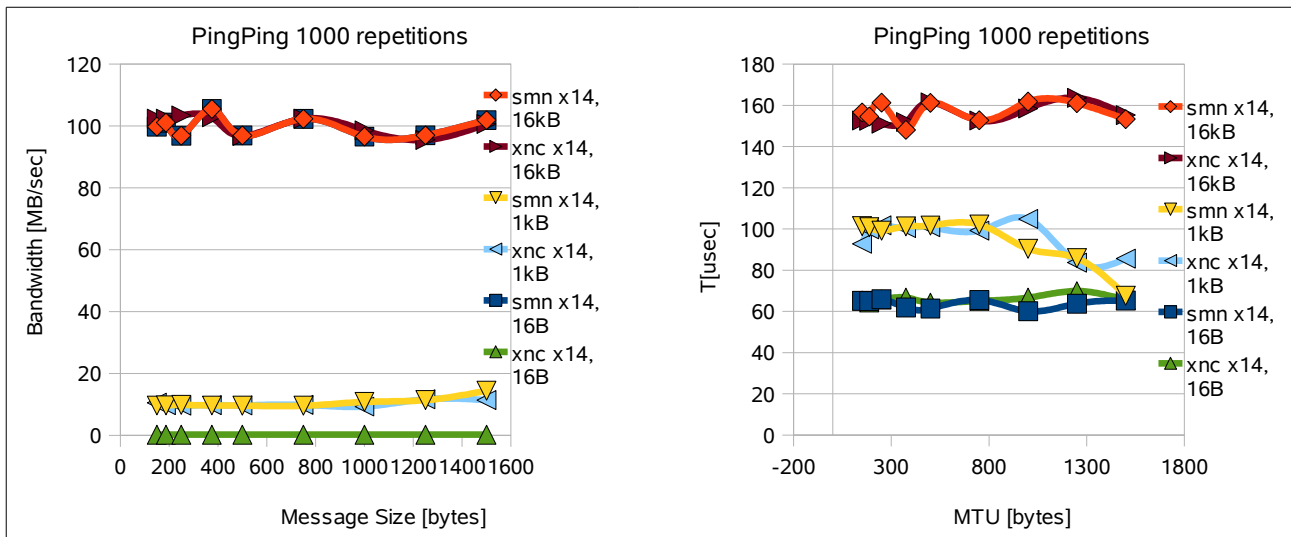 PingPing 1000 repetitions
120
100
80
60
40
20
0
0
200
400
600
800
1000
1200
1400
1600
Bandwidth [MB/sec]
Message Size [bytes]
smn x14,
16kB
xnc x14,
16kB
smn x14,
1kB
xnc x14,
1kB
smn x14,
16B
xnc x14,
16B
PingPing 1000 repetitions
180
160
140
120
100
80
60
40
20
0
-200
300
800
1300
1800
T[usec]
MTU [bytes]
smn x14,
16kB
xnc x14,
16kB
smn x14,
1kB
xnc x14,
1kB
smn x14,
16B
xnc x14,
16B